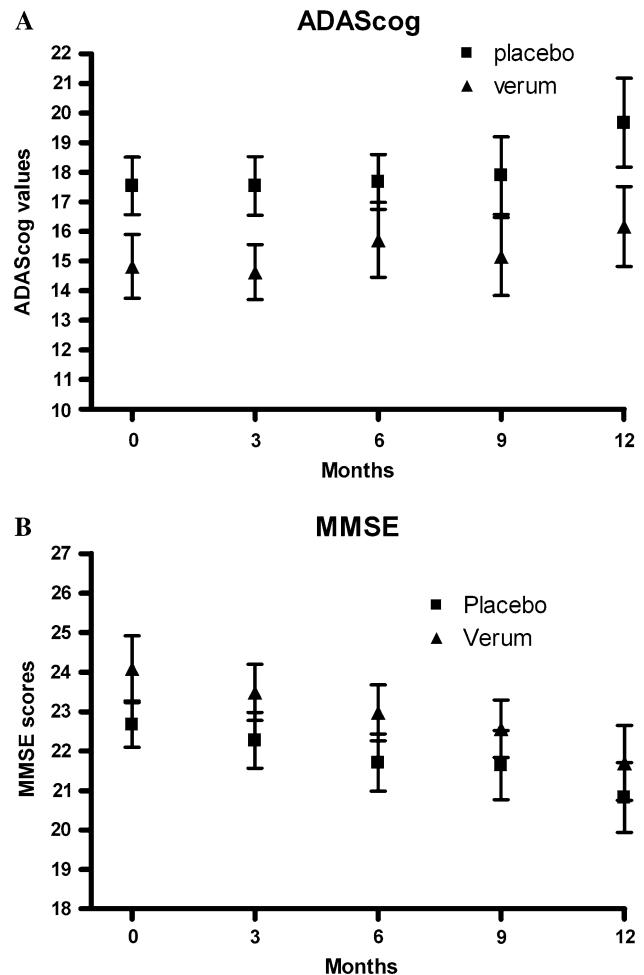 A
ADAScog
22
21
20
19
18
17
16
15
14
13
12
11
10
ADAScog values
placebo
verum
0 3 6 9 12
Months
B
MMSE
27
26
25
24
23
22
21
20
19
18
MMSE scores
Placebo
Verum
0 3 6 9 12
Months